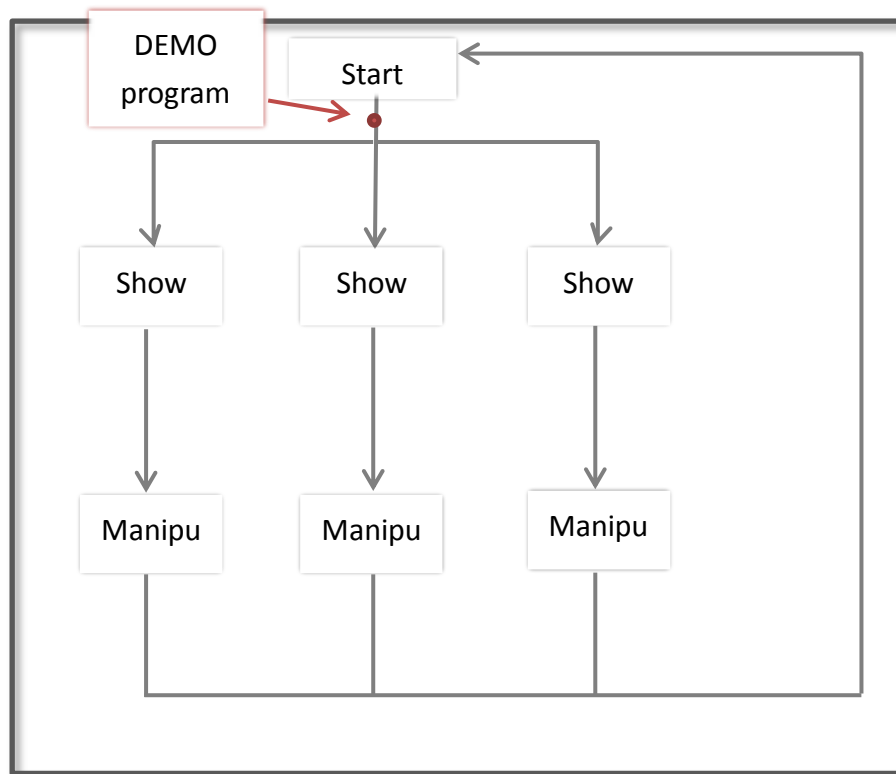 DEMO
program
Start
Show
Show
Show
Manipu
Manipu
Manipu